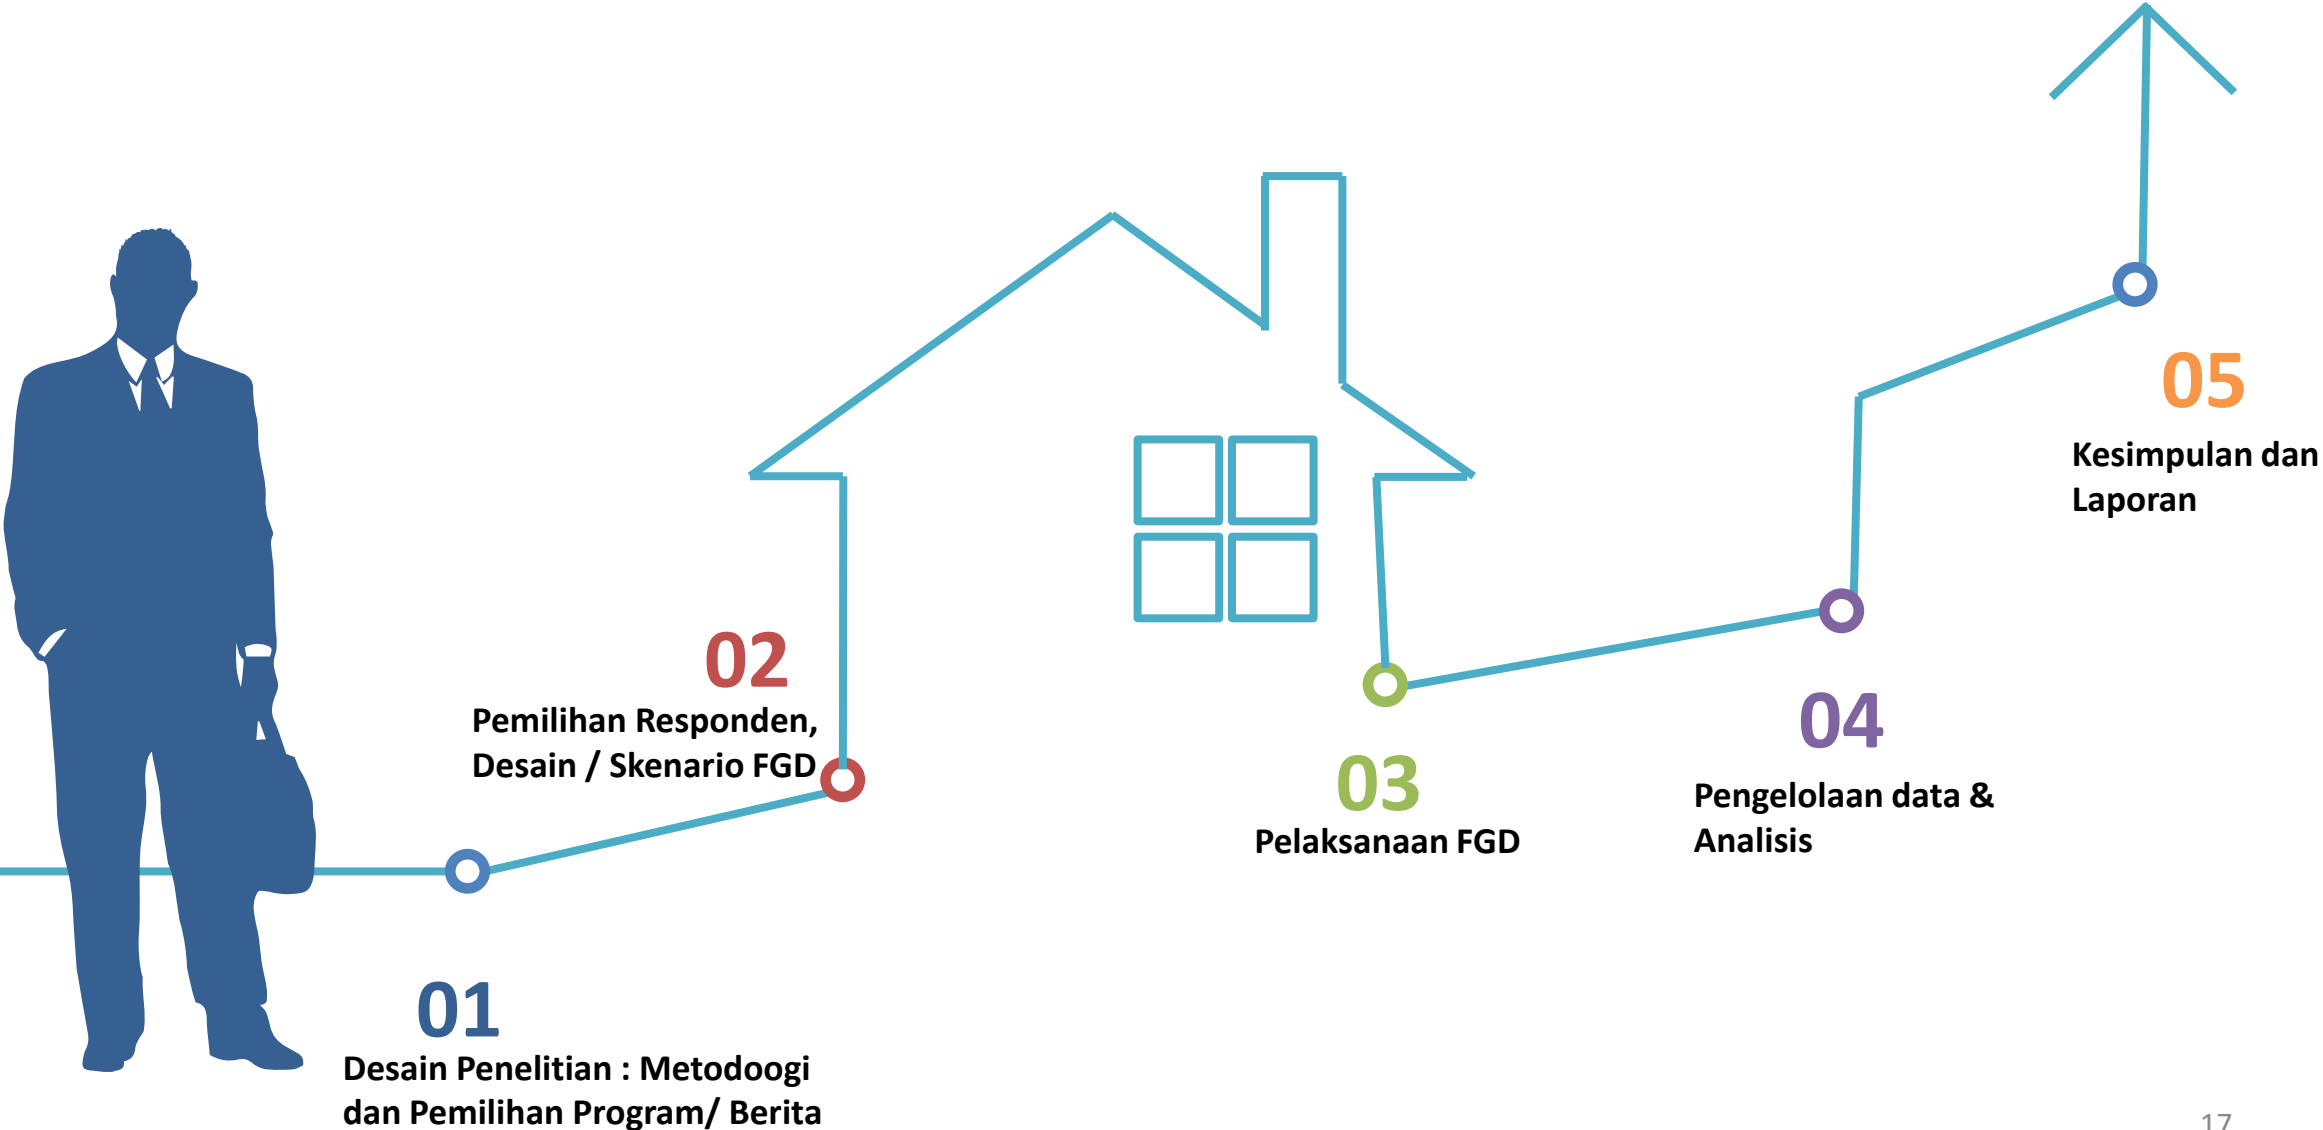 01
Desain Penelitian : Metodoogi
dan Pemilihan Program/ Berita
02
Pemilihan Responden,
Desain / Skenario FGD
03
Pelaksanaan FGD
04
Pengelolaan data &
Analisis
05
Kesimpulan dan
Laporan
17